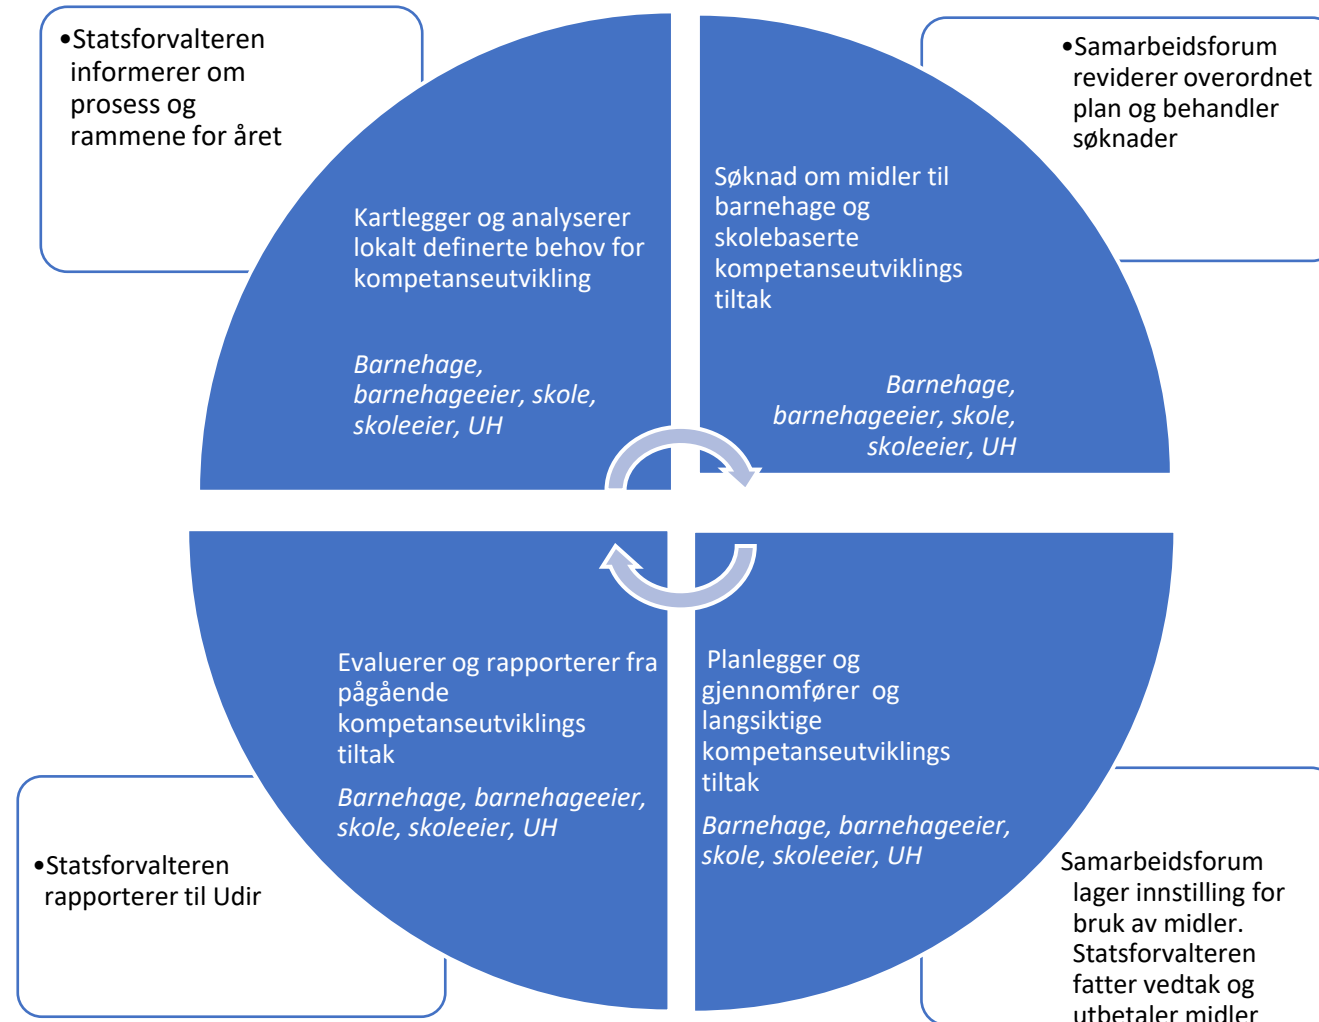 •Statsforvalteren
informerer om
prosess og
rammene for året
•Samarbeidsforum
reviderer overordnet
plan og behandler
søknader
Kartlegger og analyserer
lokalt definerte behov for
kompetanseutvikling
Barnehage,
barnehageeier, skole,
skoleeier, UH
Søknad om midler til
barnehage og
skolebaserte
kompetanseutviklings
tiltak
Barnehage,
barnehageeier, skole,
skoleeier, UH
Evaluerer og rapporterer fra
pågående
kompetanseutviklings
tiltak
Barnehage, barnehageeier,
skole, skoleeier, UH
Planlegger og
gjennomfører og
langsiktige
kompetanseutviklings
tiltak
Barnehage, barnehageeier,
skole, skoleeier, UH
•Statsforvalteren
rapporterer til Udir
Samarbeidsforum
lager innstilling for
bruk av midler.
Statsforvalteren
fatter vedtak og
utbetaler midler